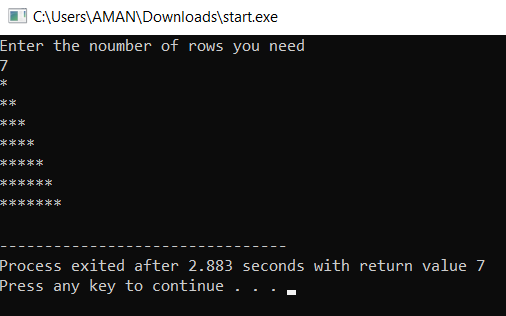 C:\Users\AMAN\Downloads\start.exe
Enter the noumber of rows you need
7
*
**
***
****
*****
******
*******
--------------------------------
Process exited after 2.883 seconds with return value 7
Press any key to continue . . .